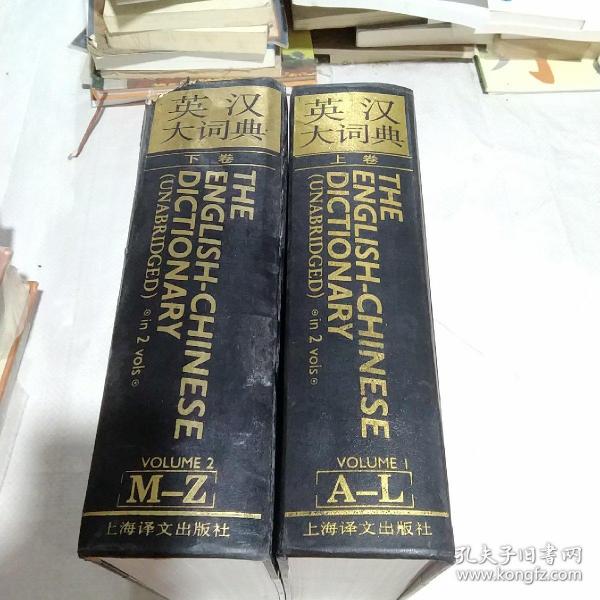 英汉
大词典
下卷
THE
ENGLISH-CHINESE
DICTIONARY
(UNABRIDGED)
in 2 vols
VOLUME 2
M–Z
上海译文出版社
英汉
大词典
上卷
THE
ENGLISH-CHINESE
DICTIONARY
(UNABRIDGED)
in 2 vols
VOLUME 1
A–L
上海译文出版社
孔夫子旧书网
www.kongfz.com